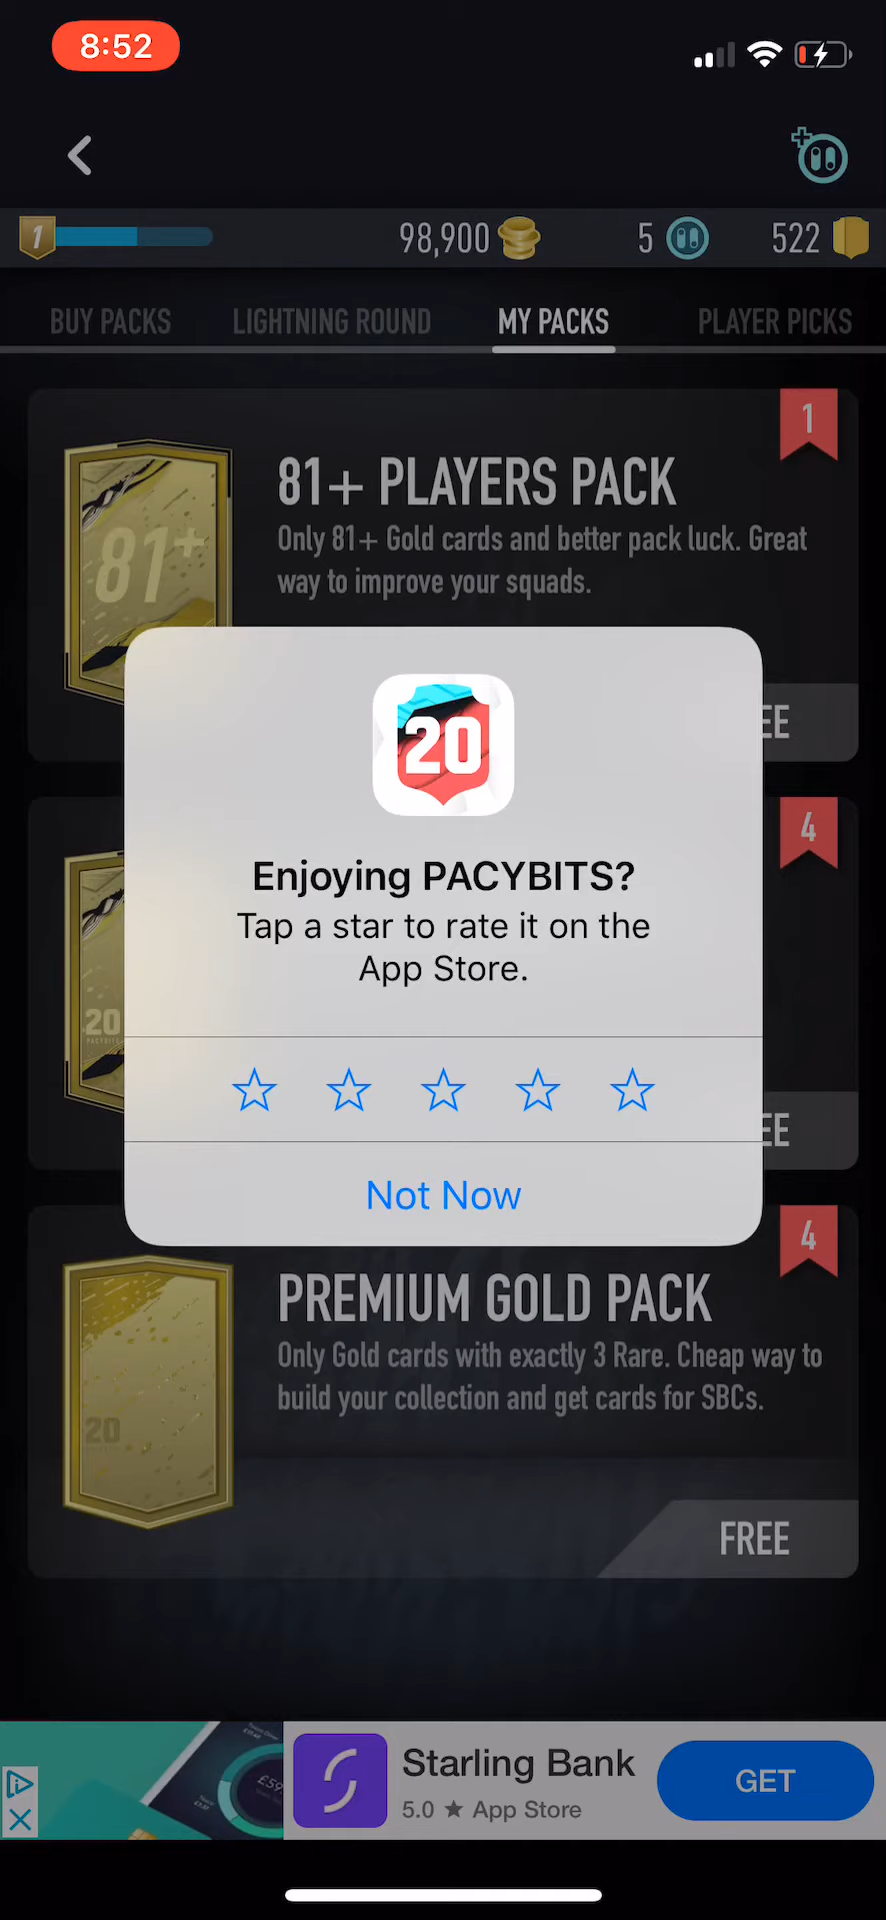 8:52
1
98,900
5
522
BUY PACKS
LIGHTNING ROUND
MY PACKS
PLAYER PICKS
1
81+ PLAYERS PACK
81+
Only 81+ Gold cards and better pack luck. Great
way to improve your squads.
EE
20
4
Enjoying PACYBITS?
Tap a star to rate it on the
App Store.
20
PACYBITS
EE
Not Now
4
PREMIUM GOLD PACK
Only Gold cards with exactly 3 Rare. Cheap way to
build your collection and get cards for SBCs.
20
FREE
Starling Bank
5.0 ★ App Store
GET